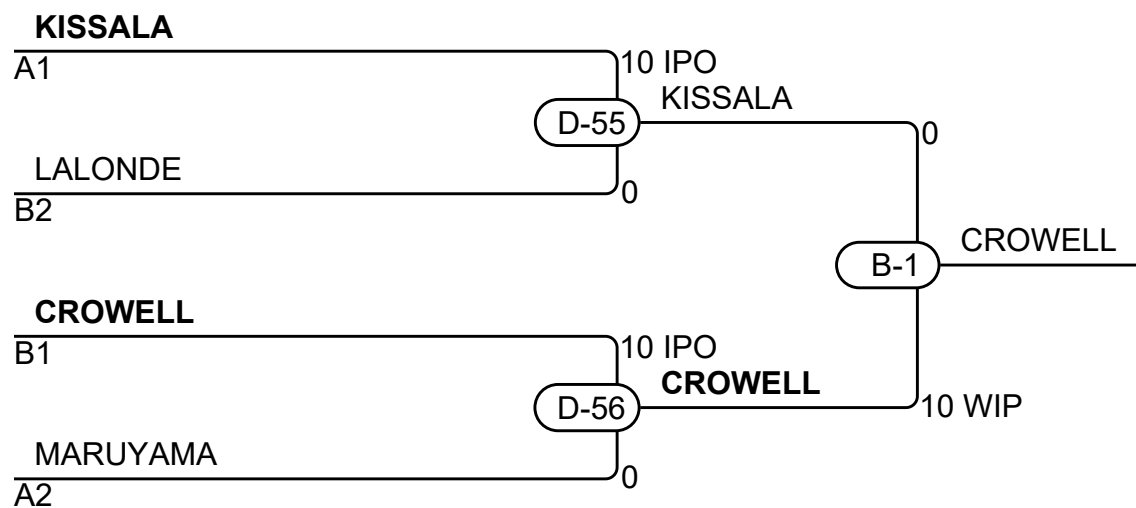 KISSALA
A1
10 IPO
KISSALA
D-55
0
LALONDE
B2
0
CROWELL
B-1
CROWELL
B1
10 IPO
CROWELL
D-56
10 WIP
MARUYAMA
A2
0